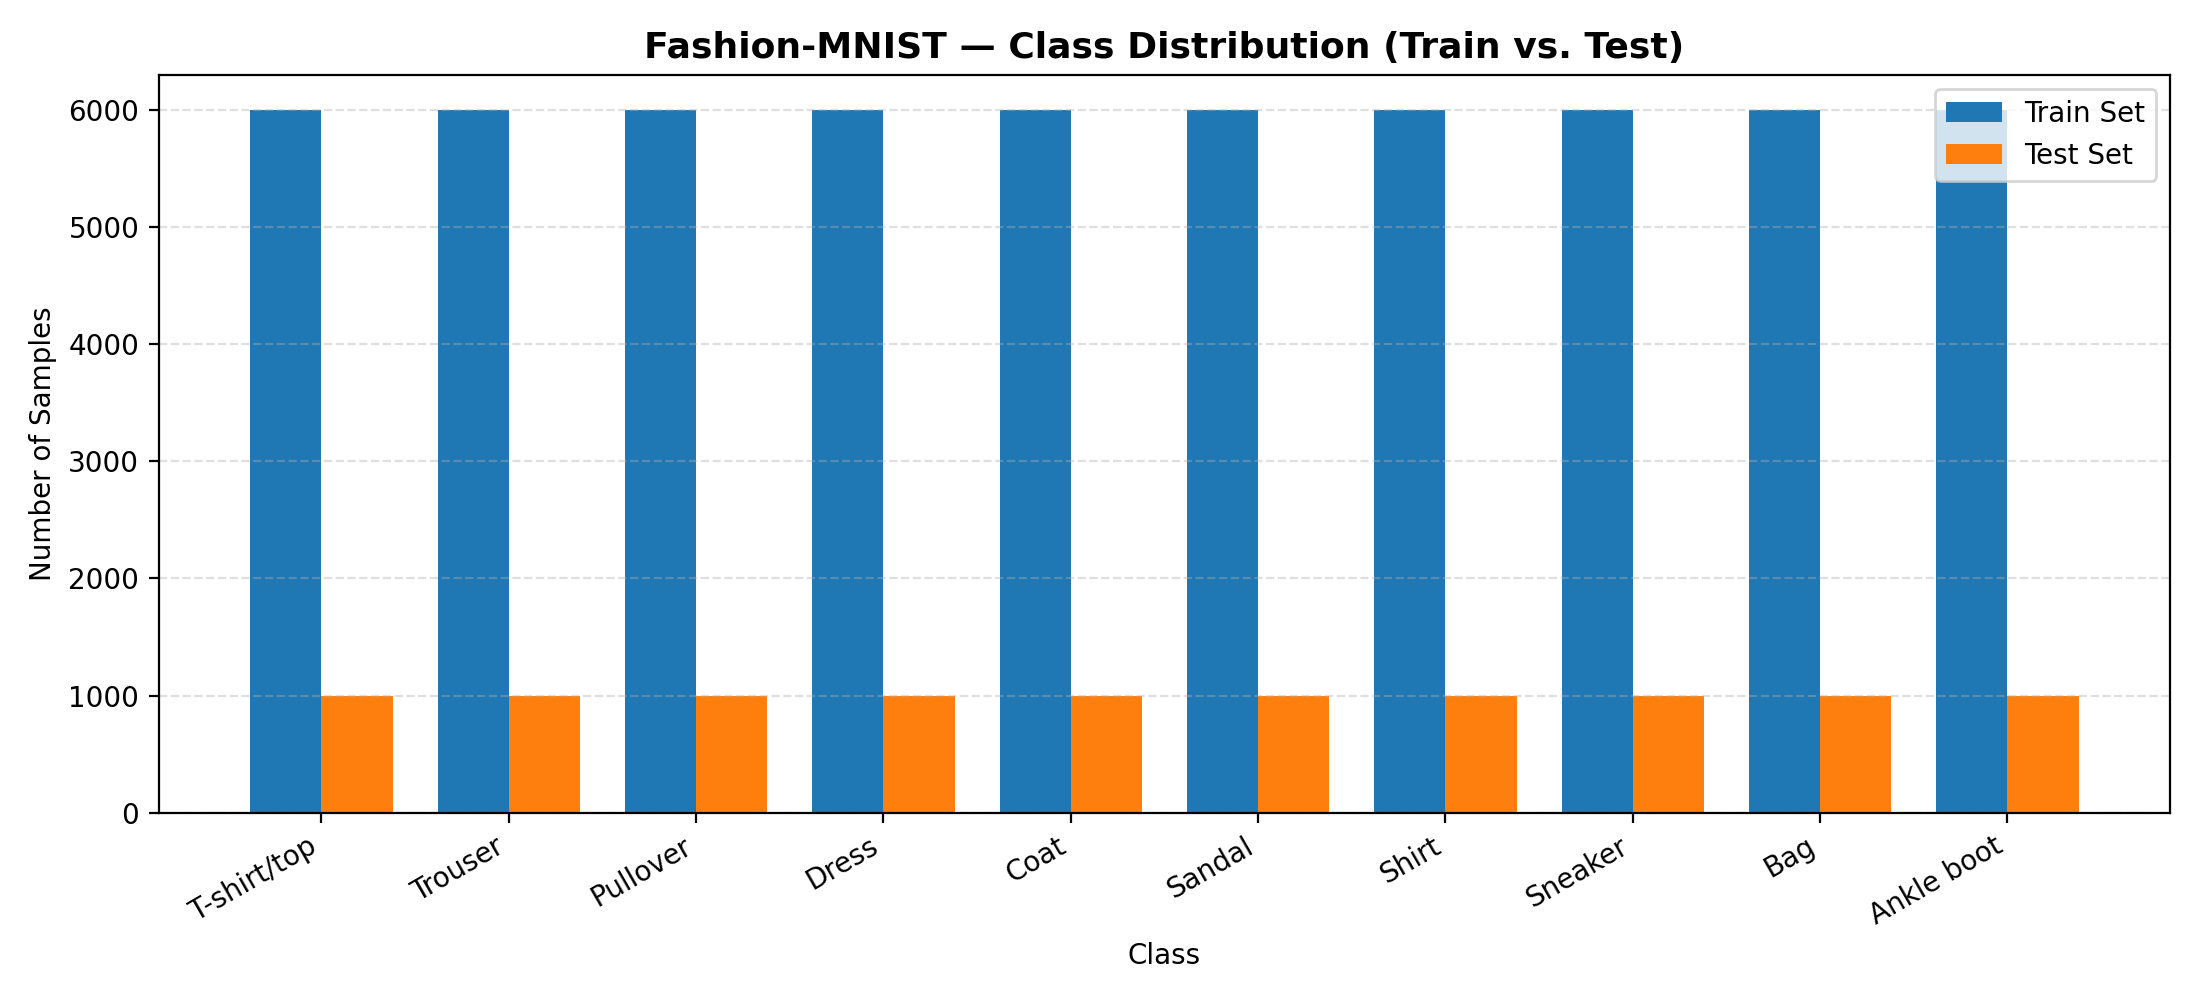 Fashion-MNIST — Class Distribution (Train vs. Test)
Train Set
Test Set
Number of Samples
6000
5000
4000
3000
2000
1000
0
T-shirt/top
Trouser
Pullover
Dress
Coat
Sandal
Shirt
Sneaker
Bag
Ankle boot
Class